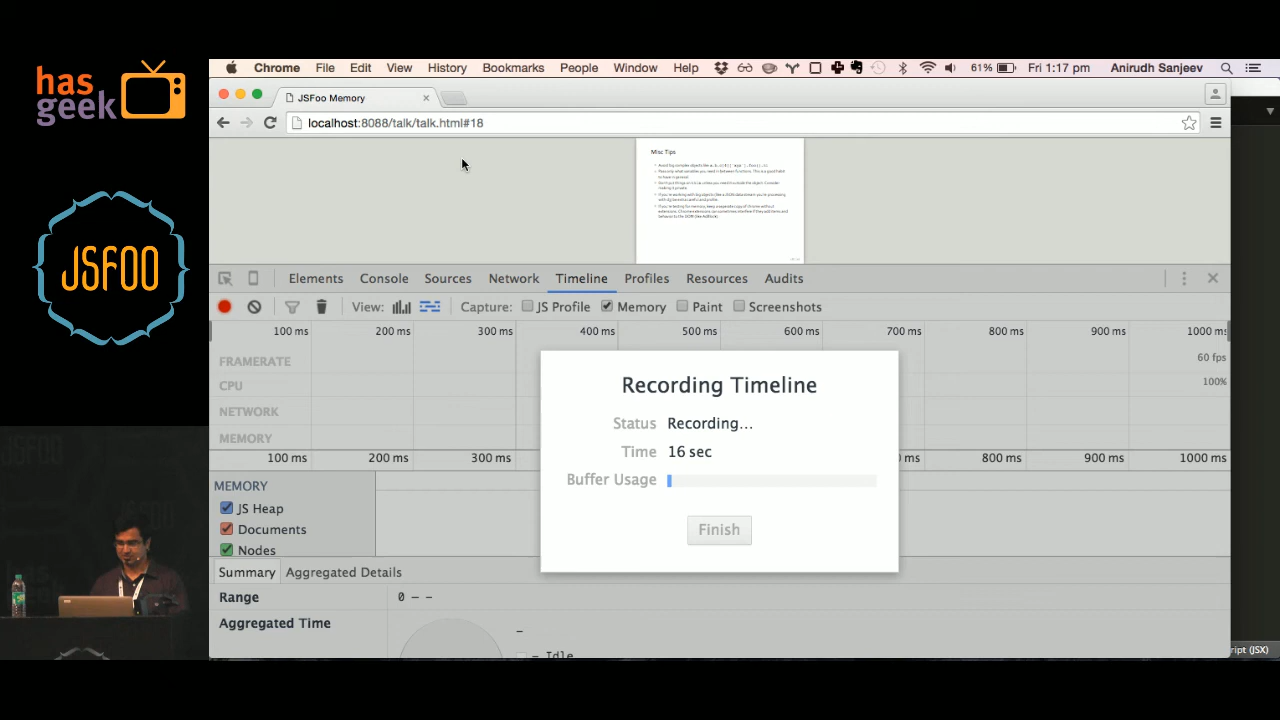 has
geek
JSFOO
Chrome File Edit View History Bookmarks People Window Help 61% Fri 1:17 pm Anirudh Sanjeev
JSFoo Memory
localhost:8088/talk/talk.html#18
Misc Tips
Elements Console Sources Network Timeline Profiles Resources Audits
View: Capture: JS Profile Memory Paint Screenshots
100 ms 200 ms 300 ms 400 ms 500 ms 600 ms 700 ms 800 ms 900 ms 1000 ms
FRAMERATE 60 fps
CPU 100%
NETWORK
MEMORY
100 ms 200 ms 300 ms ms 800 ms 900 ms 1000 ms
Recording Timeline
Status Recording...
Time 16 sec
Buffer Usage
Finish
MEMORY
JS Heap
Documents
Nodes
Summary Aggregated Details
Range 0 – –
Aggregated Time
–
– Idle
ript (JSX)